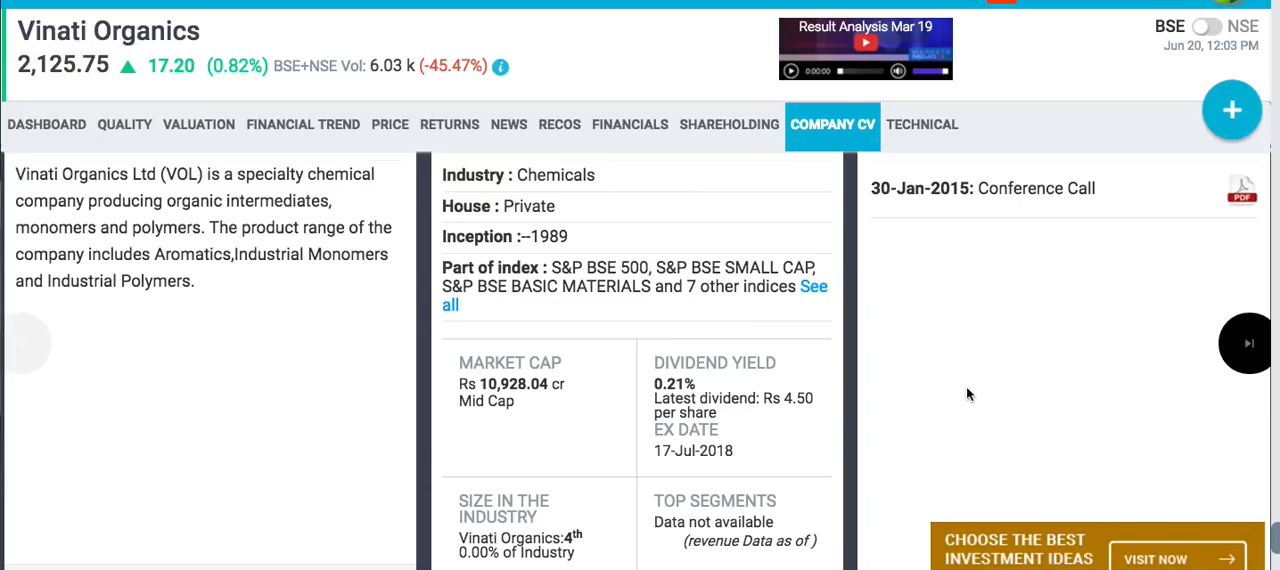 Vinati Organics
2,125.75 ▲ 17.20 (0.82%) BSE+NSE Vol: 6.03 k (-45.47%) i
Result Analysis Mar 19
0:00:00
BSE NSE
Jun 20, 12:03 PM
+
DASHBOARD QUALITY VALUATION FINANCIAL TREND PRICE RETURNS NEWS RECOS FINANCIALS SHAREHOLDING COMPANY CV TECHNICAL
Vinati Organics Ltd (VOL) is a specialty chemical
company producing organic intermediates,
monomers and polymers. The product range of the
company includes Aromatics,Industrial Monomers
and Industrial Polymers.
Industry : Chemicals
House : Private
Inception :--1989
Part of index : S&P BSE 500, S&P BSE SMALL CAP,
S&P BSE BASIC MATERIALS and 7 other indices See
all
MARKET CAP
Rs 10,928.04 cr
Mid Cap
DIVIDEND YIELD
0.21%
Latest dividend: Rs 4.50
per share
EX DATE
17-Jul-2018
SIZE IN THE
INDUSTRY
Vinati Organics:4th
0.00% of Industry
TOP SEGMENTS
Data not available
(revenue Data as of )
30-Jan-2015: Conference Call
PDF
CHOOSE THE BEST
INVESTMENT IDEAS
VISIT NOW →